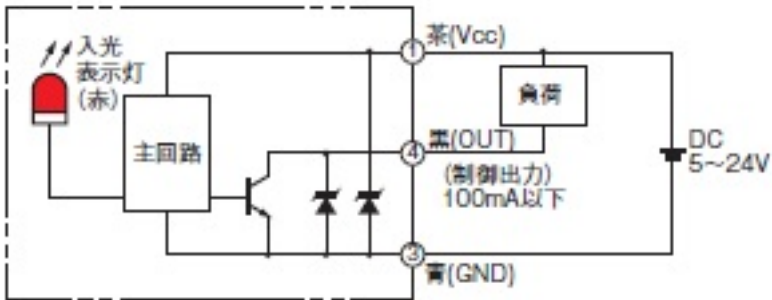 入光
表示灯
(赤)
主回路
①
茶(Vcc)
負荷
④
黒(OUT)
(制御出力)
100mA以下
DC
5～24V
③
青(GND)